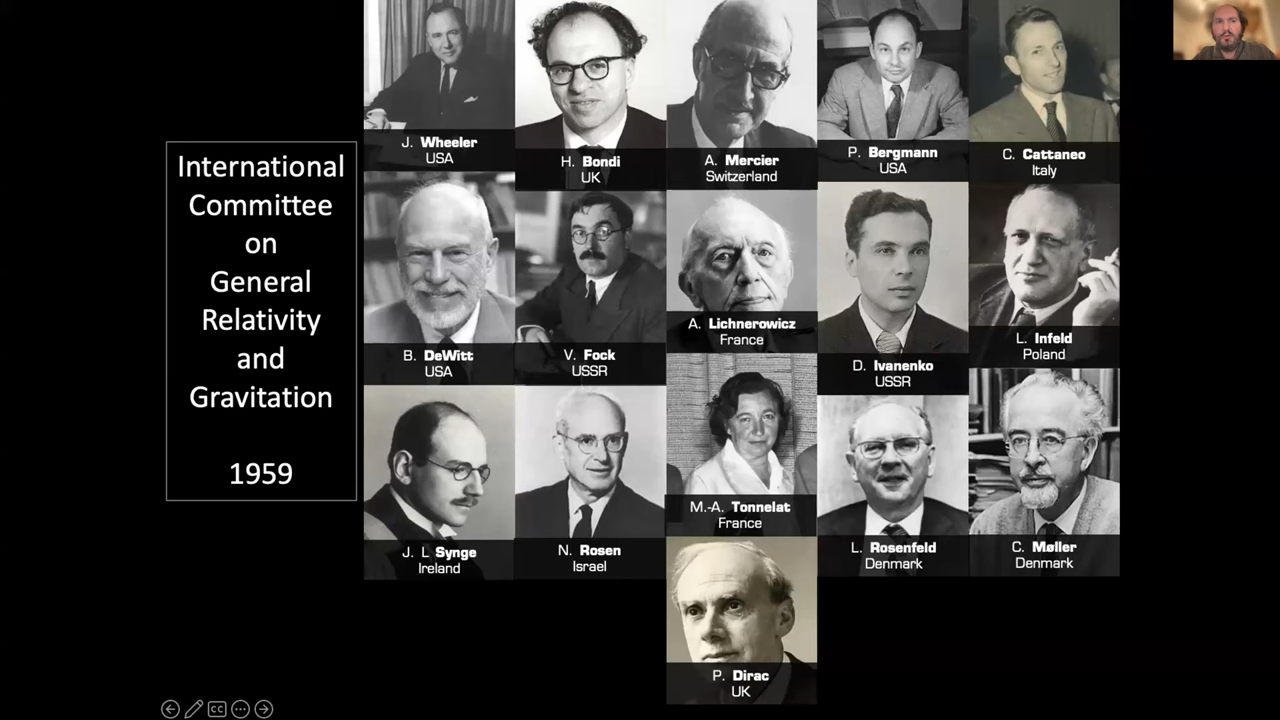 International
Committee
on
General
Relativity
and
Gravitation
1959
J. Wheeler
USA
H. Bondi
UK
A. Mercier
Switzerland
P. Bergmann
USA
C. Cattaneo
Italy
B. DeWitt
USA
V. Fock
USSR
A. Lichnerowicz
France
D. Ivanenko
USSR
L. Infeld
Poland
J. L Synge
Ireland
N. Rosen
Israel
M.-A. Tonnelat
France
L. Rosenfeld
Denmark
C. Møller
Denmark
P. Dirac
UK
CC